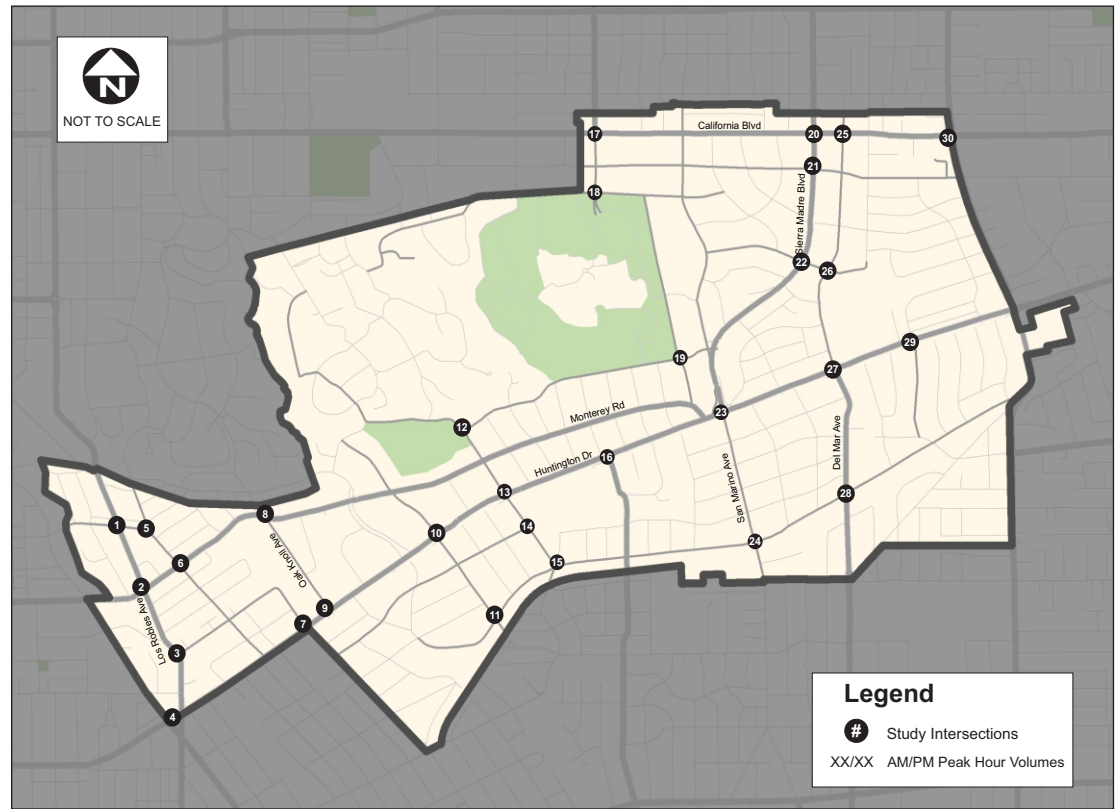 N
NOT TO SCALE
17
California Blvd
20
25
30
21
18
Sierra Madre Blvd
22
26
29
19
27
23
12
Monterey Rd
Del Mar Ave
16
Huntington Dr
13
San Marino Ave
28
8
1
5
14
10
24
Oak Knoll Ave
6
15
2
9
11
7
Los Robles Ave
3
4
Legend
# Study Intersections
XX/XX AM/PM Peak Hour Volumes